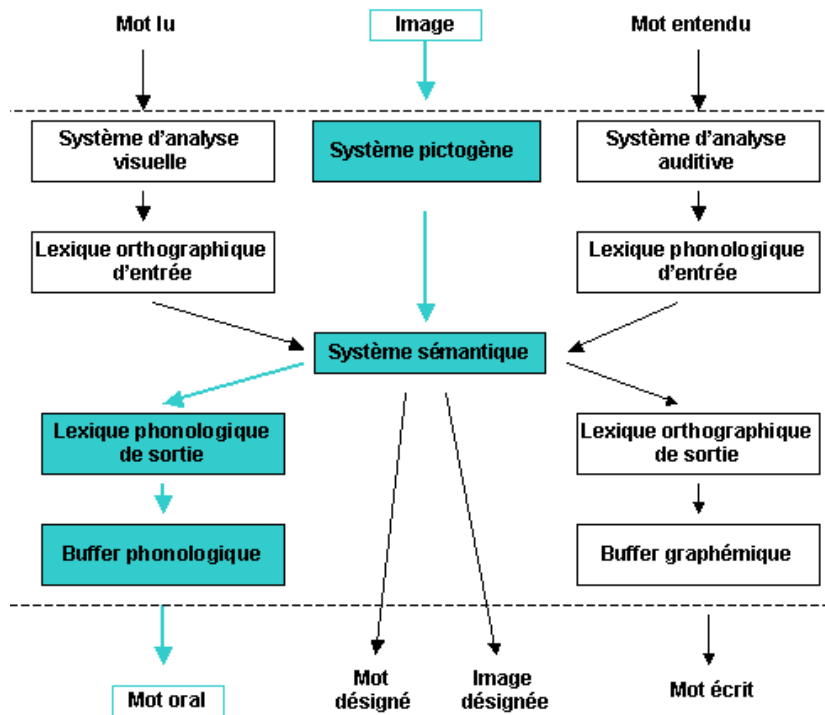 Mot lu
Image
Mot entendu
Système d'analyse
visuelle
Système pictogène
Système d'analyse
auditive
Lexique orthographique
d'entrée
Lexique phonologique
d'entrée
Système sémantique
Lexique phonologique
de sortie
Lexique orthographique
de sortie
Buffer phonologique
Buffer graphémique
Mot oral
Mot
désigné
Image
désignée
Mot écrit